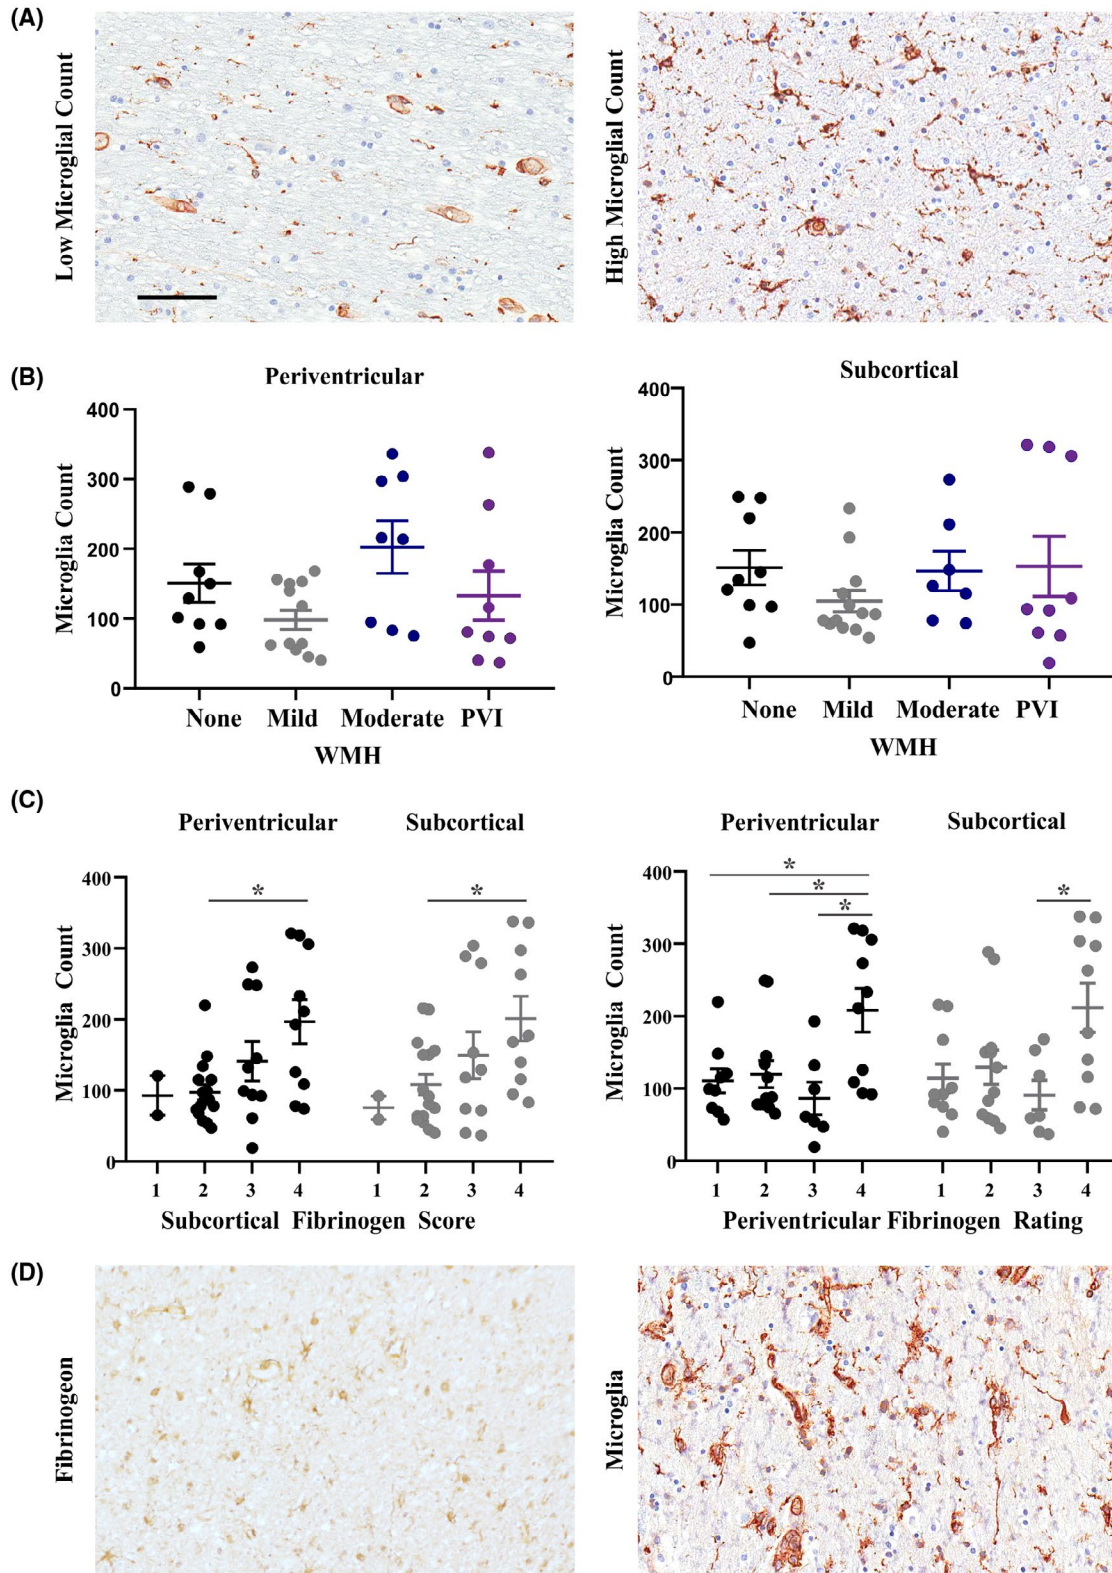 (A)
Low Microglial Count
High Microglial Count
(B)
Periventricular
Microglia Count
400
300
200
100
0
None Mild Moderate PVI
WMH
Subcortical
Microglia Count
400
300
200
100
0
None Mild Moderate PVI
WMH
(C)
Periventricular Subcortical
Microglia Count
400
300
200
100
0
* *
1 2 3 4 1 2 3 4
Subcortical Fibrinogen Score
Periventricular Subcortical
Microglia Count
400
300
200
100
0
*
*
*
*
1 2 3 4 1 2 3 4
Periventricular Fibrinogen Rating
(D)
Fibrinogeon
Microglia